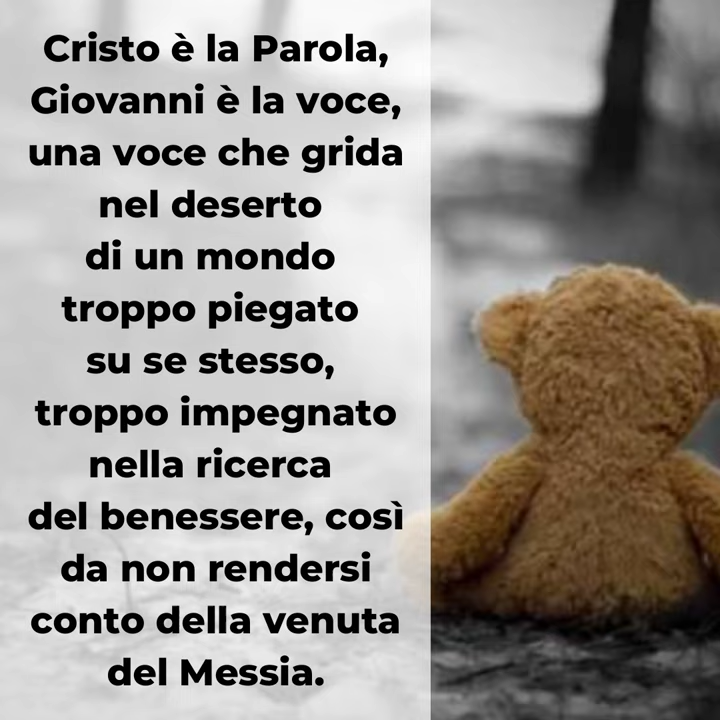 Cristo è la Parola,
Giovanni è la voce,
una voce che grida
nel deserto
di un mondo
troppo piegato
su se stesso,
troppo impegnato
nella ricerca
del benessere, così
da non rendersi
conto della venuta
del Messia.